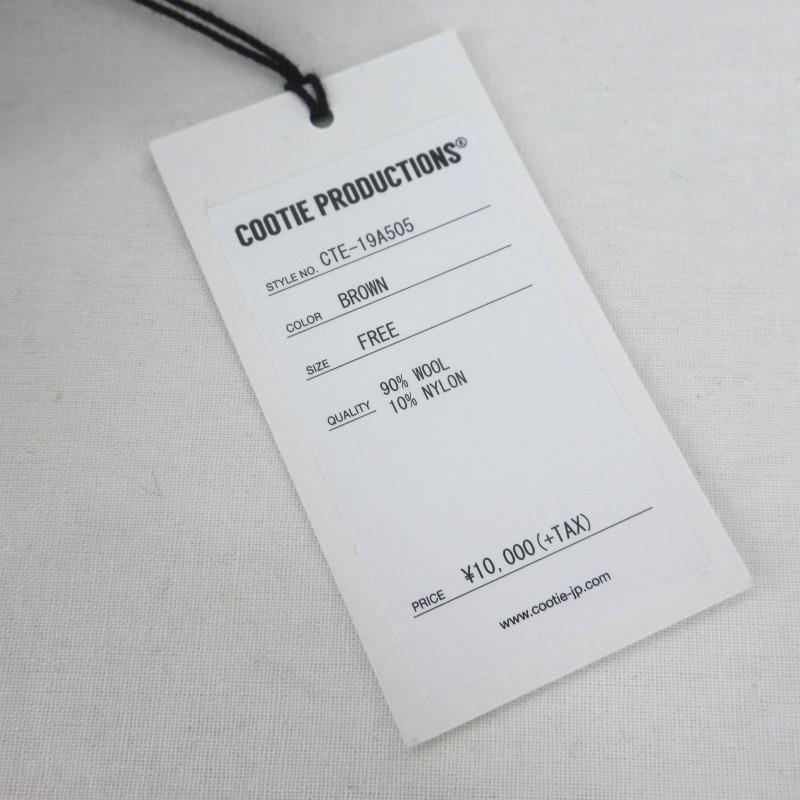 COOTIE PRODUCTIONS®
STYLE NO. CTE-19A505
COLOR BROWN
SIZE FREE
QUALITY 90% WOOL
10% NYLON
PRICE ¥10,000(+TAX)
www.cootie-jp.com